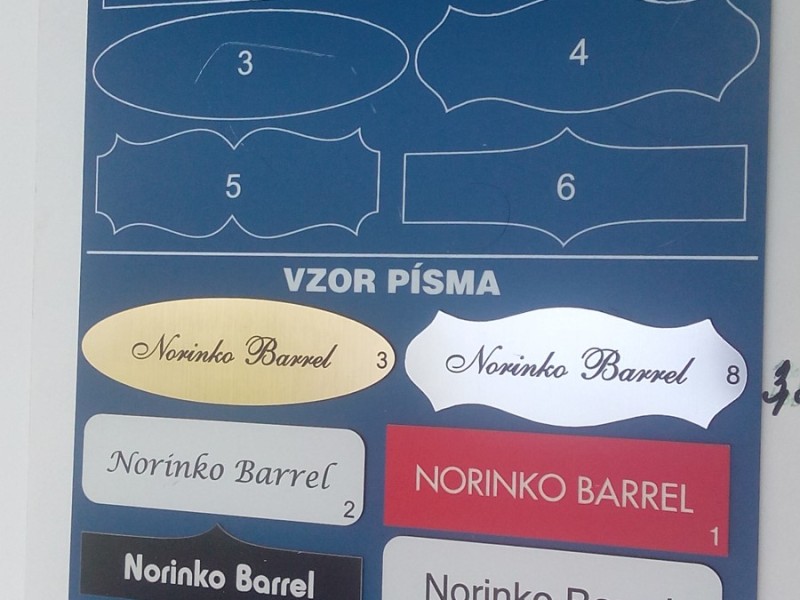 3
4
5
6
VZOR PÍSMA
Norinko Barrel 3
Norinko Barrel 8
Norinko Barrel 2
NORINKO BARREL 1
Norinko Barrel
Norinko